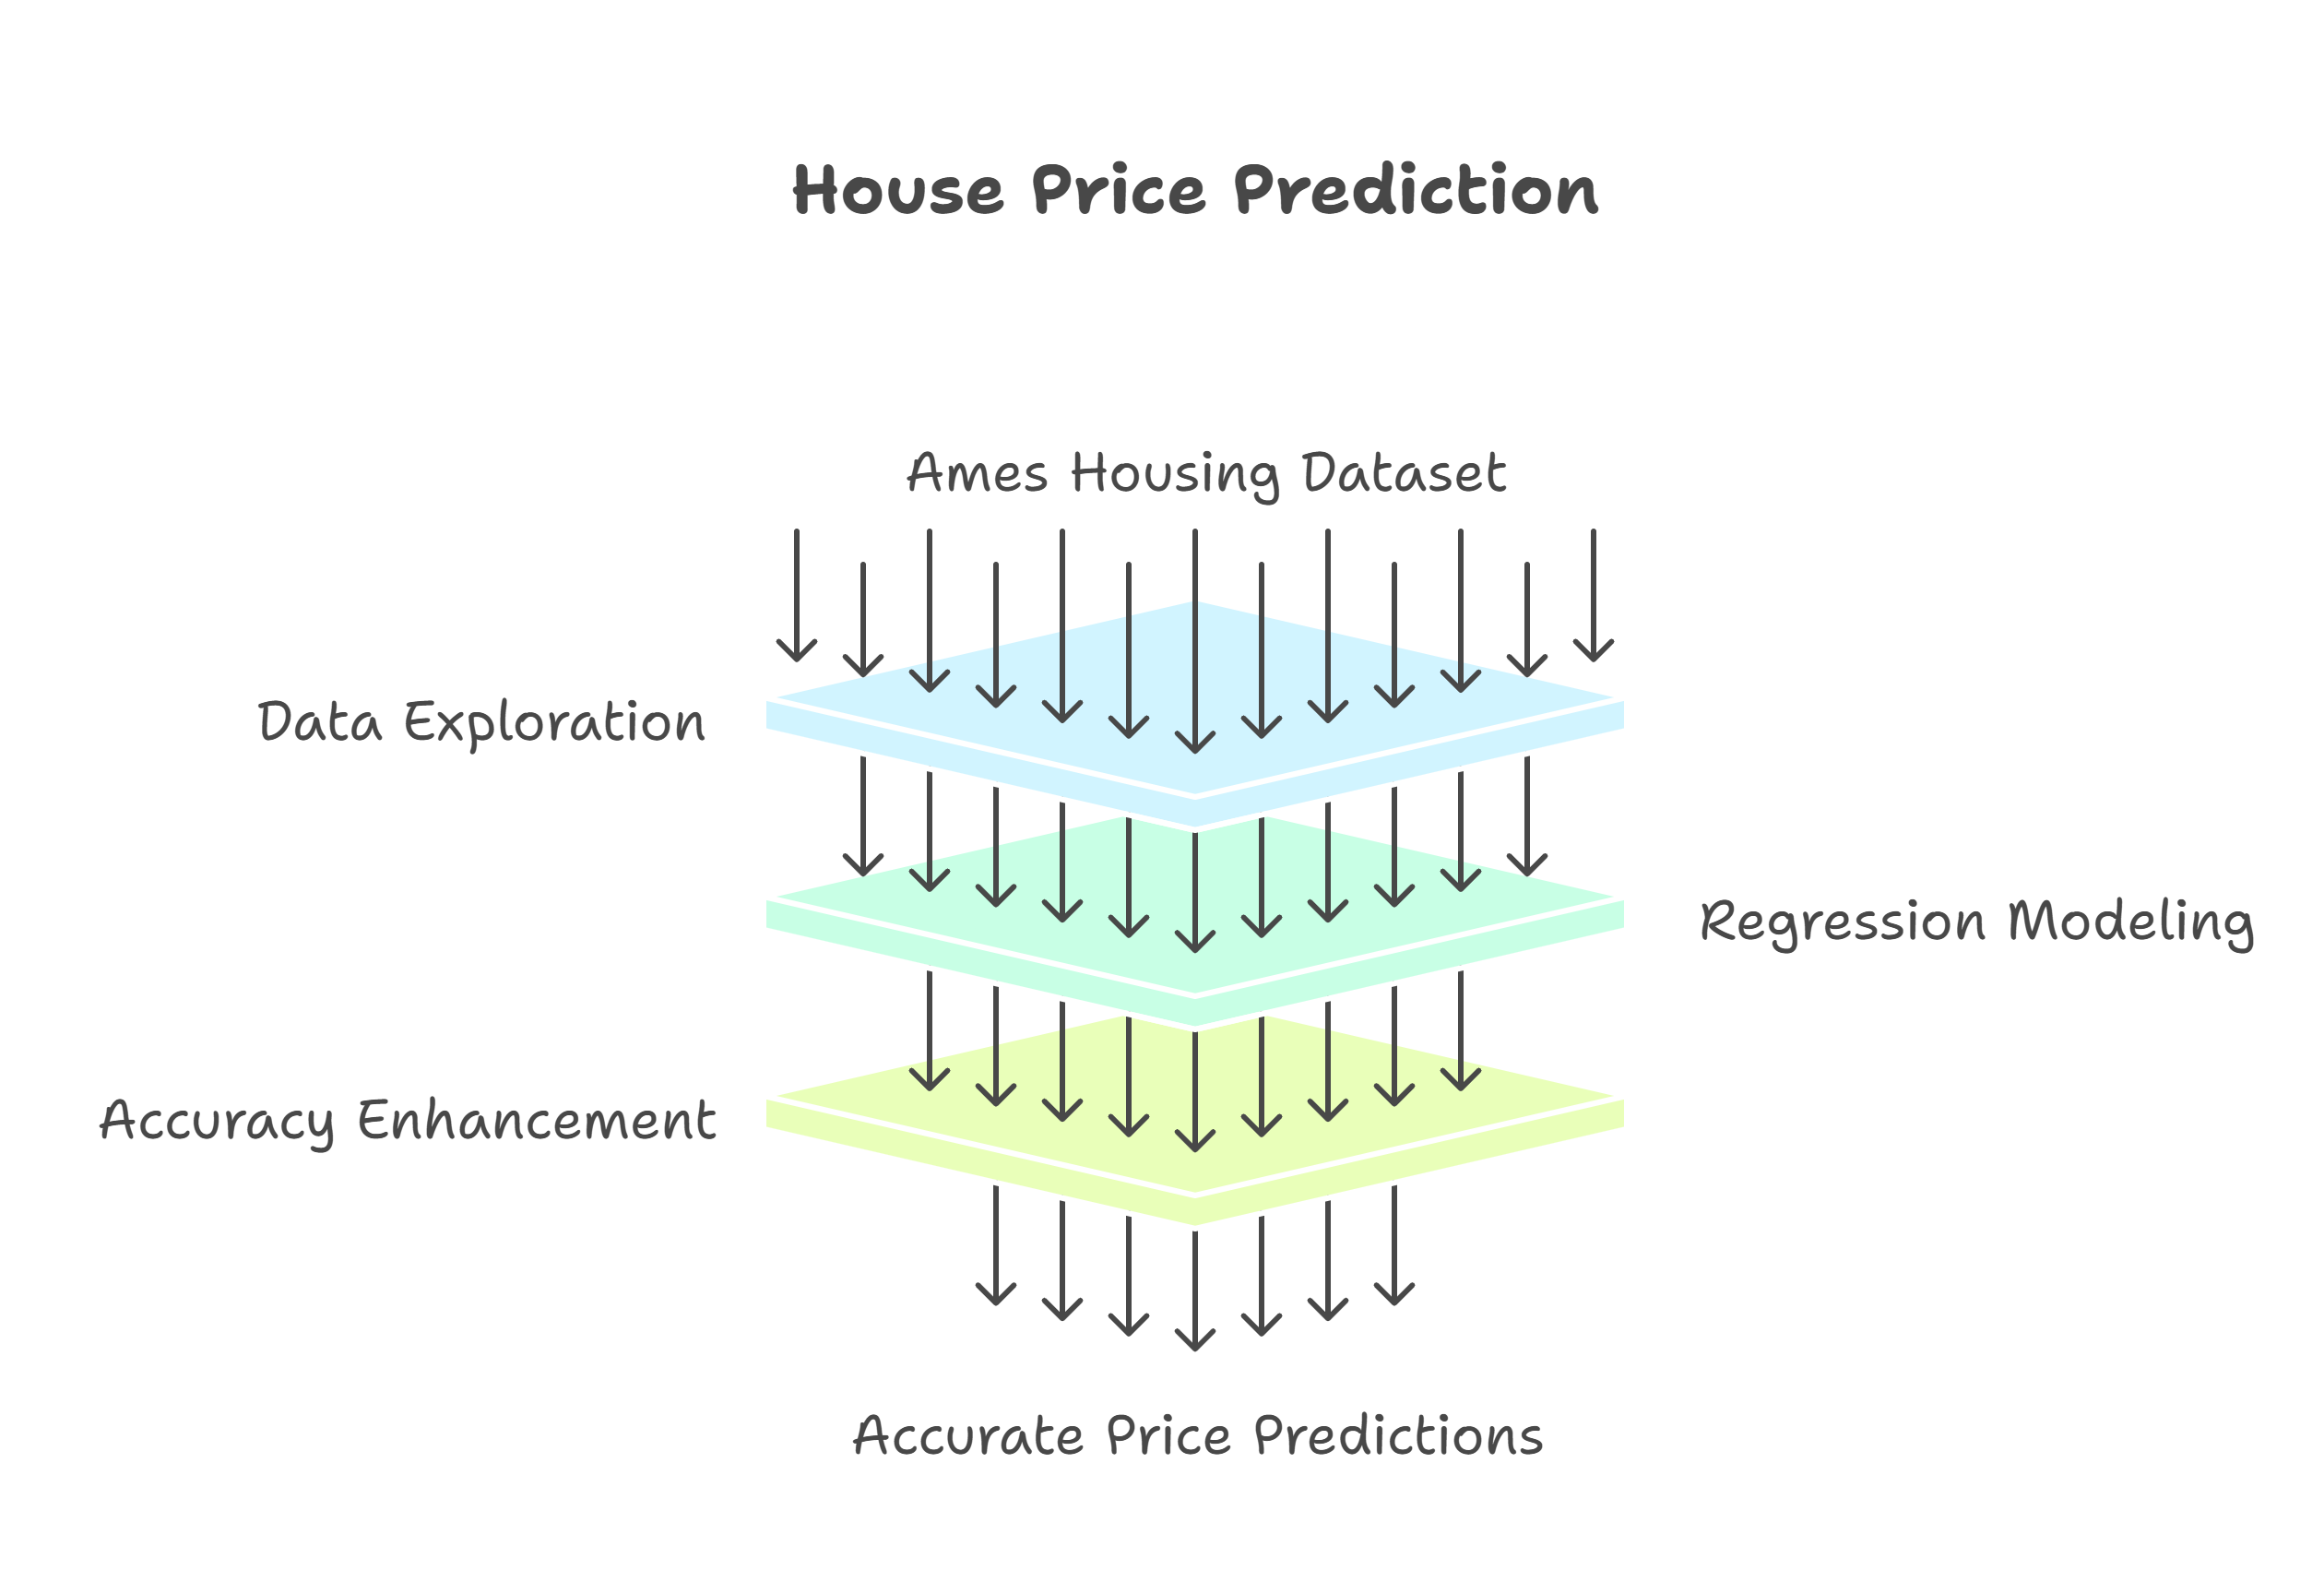 House Price Prediction
Ames Housing Dataset
Data Exploration
Regression Modeling
Accuracy Enhancement
Accurate Price Predictions